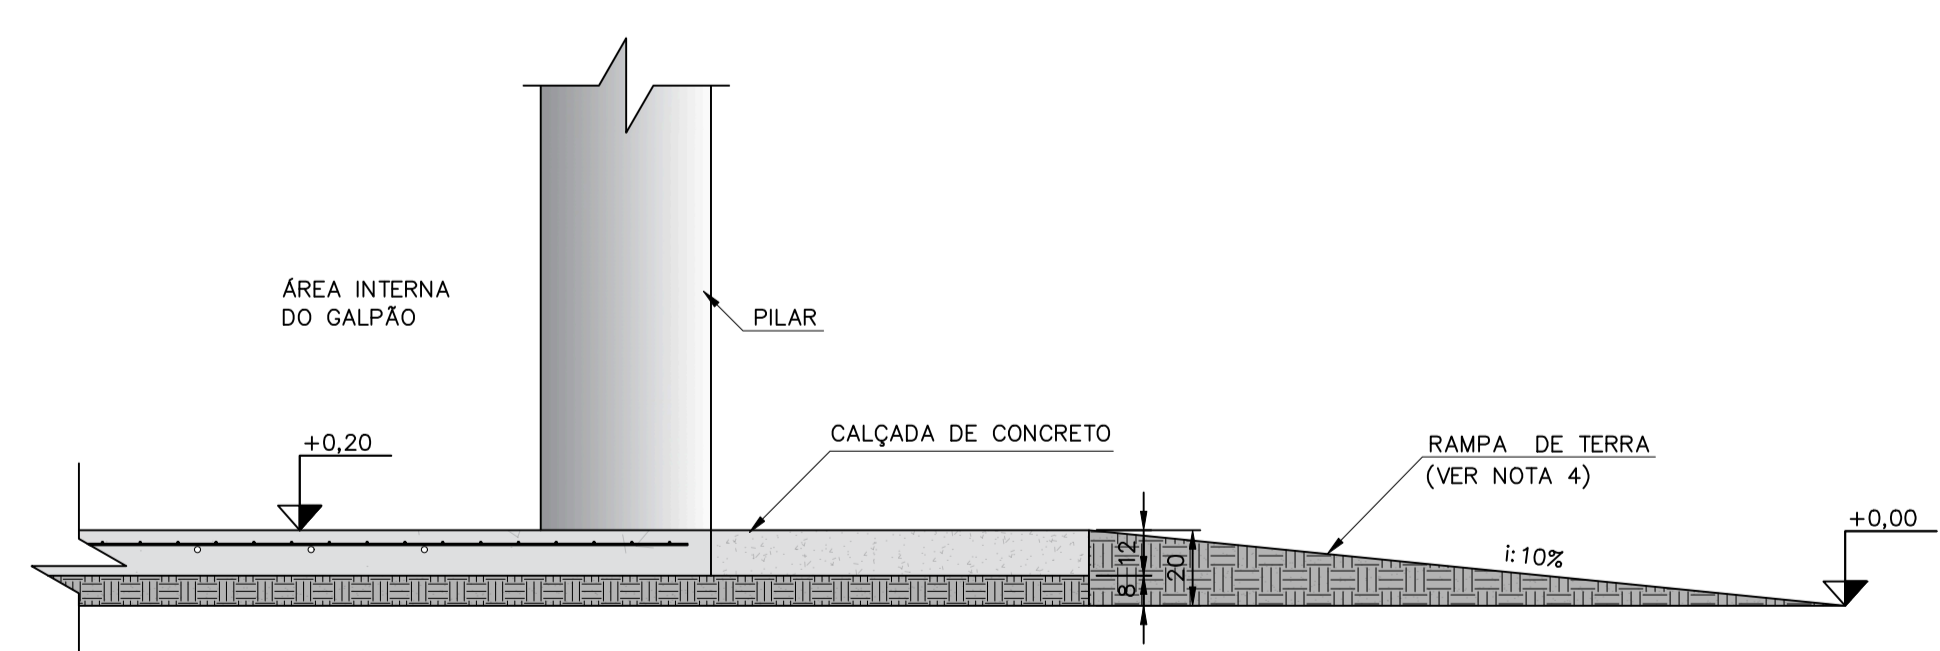 ÁREA INTERNA
DO GALPÃO
PILAR
+0,20
CALÇADA DE CONCRETO
RAMPA DE TERRA
(VER NOTA 4)
+0,00
i: 10%
12
20
8